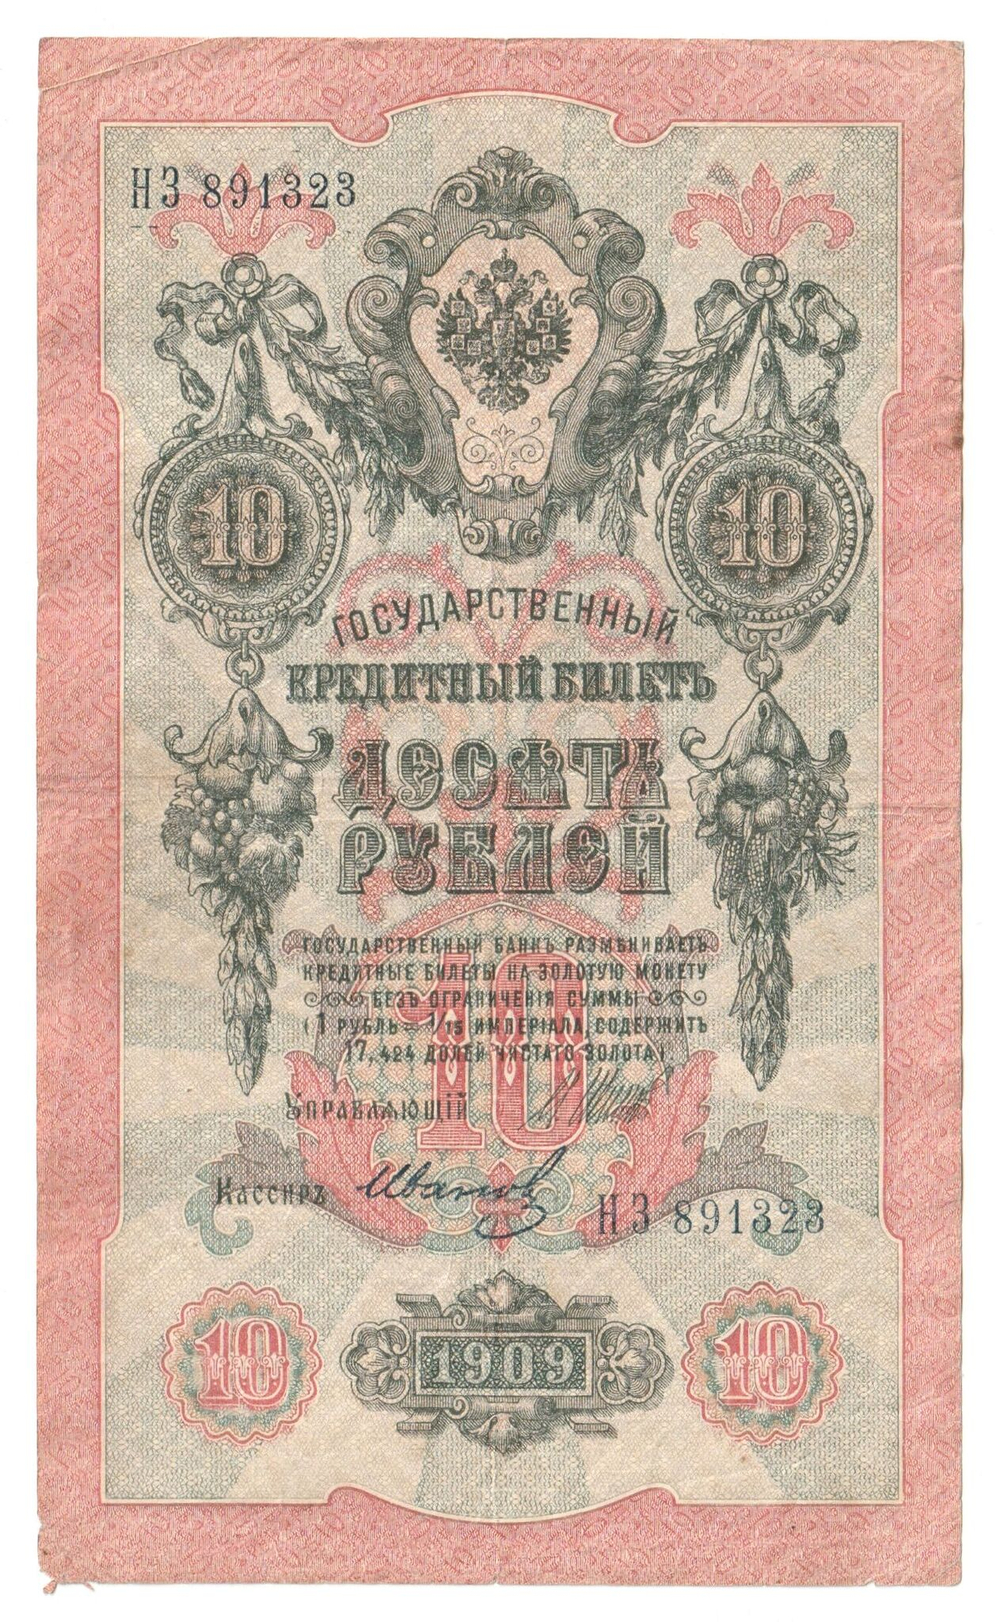 НЗ 891323
10 10
ГОСУДАРСТВЕННЫЙ
КРЕДИТНЫЙ БИЛЕТЪ
ДЕСЯТЬ
РУБЛЕЙ
ГОСУДАРСТВЕННЫЙ БАНКЪ РАЗМѢНИВАЕТЪ
КРЕДИТНЫЕ БИЛЕТЫ НА ЗОЛОТУЮ МОНЕТУ
БЕЗЪ ОГРАНИЧЕНІЯ СУММЫ
(1 РУБЛЬ = 1/15 ИМПЕРІАЛА, СОДЕРЖИТЪ
17,424 ДОЛЕЙ ЧИСТАГО ЗОЛОТА).
10
УПРАВЛЯЮЩІЙ
КАССИРЪ Иванов
НЗ 891323
10 1909 10